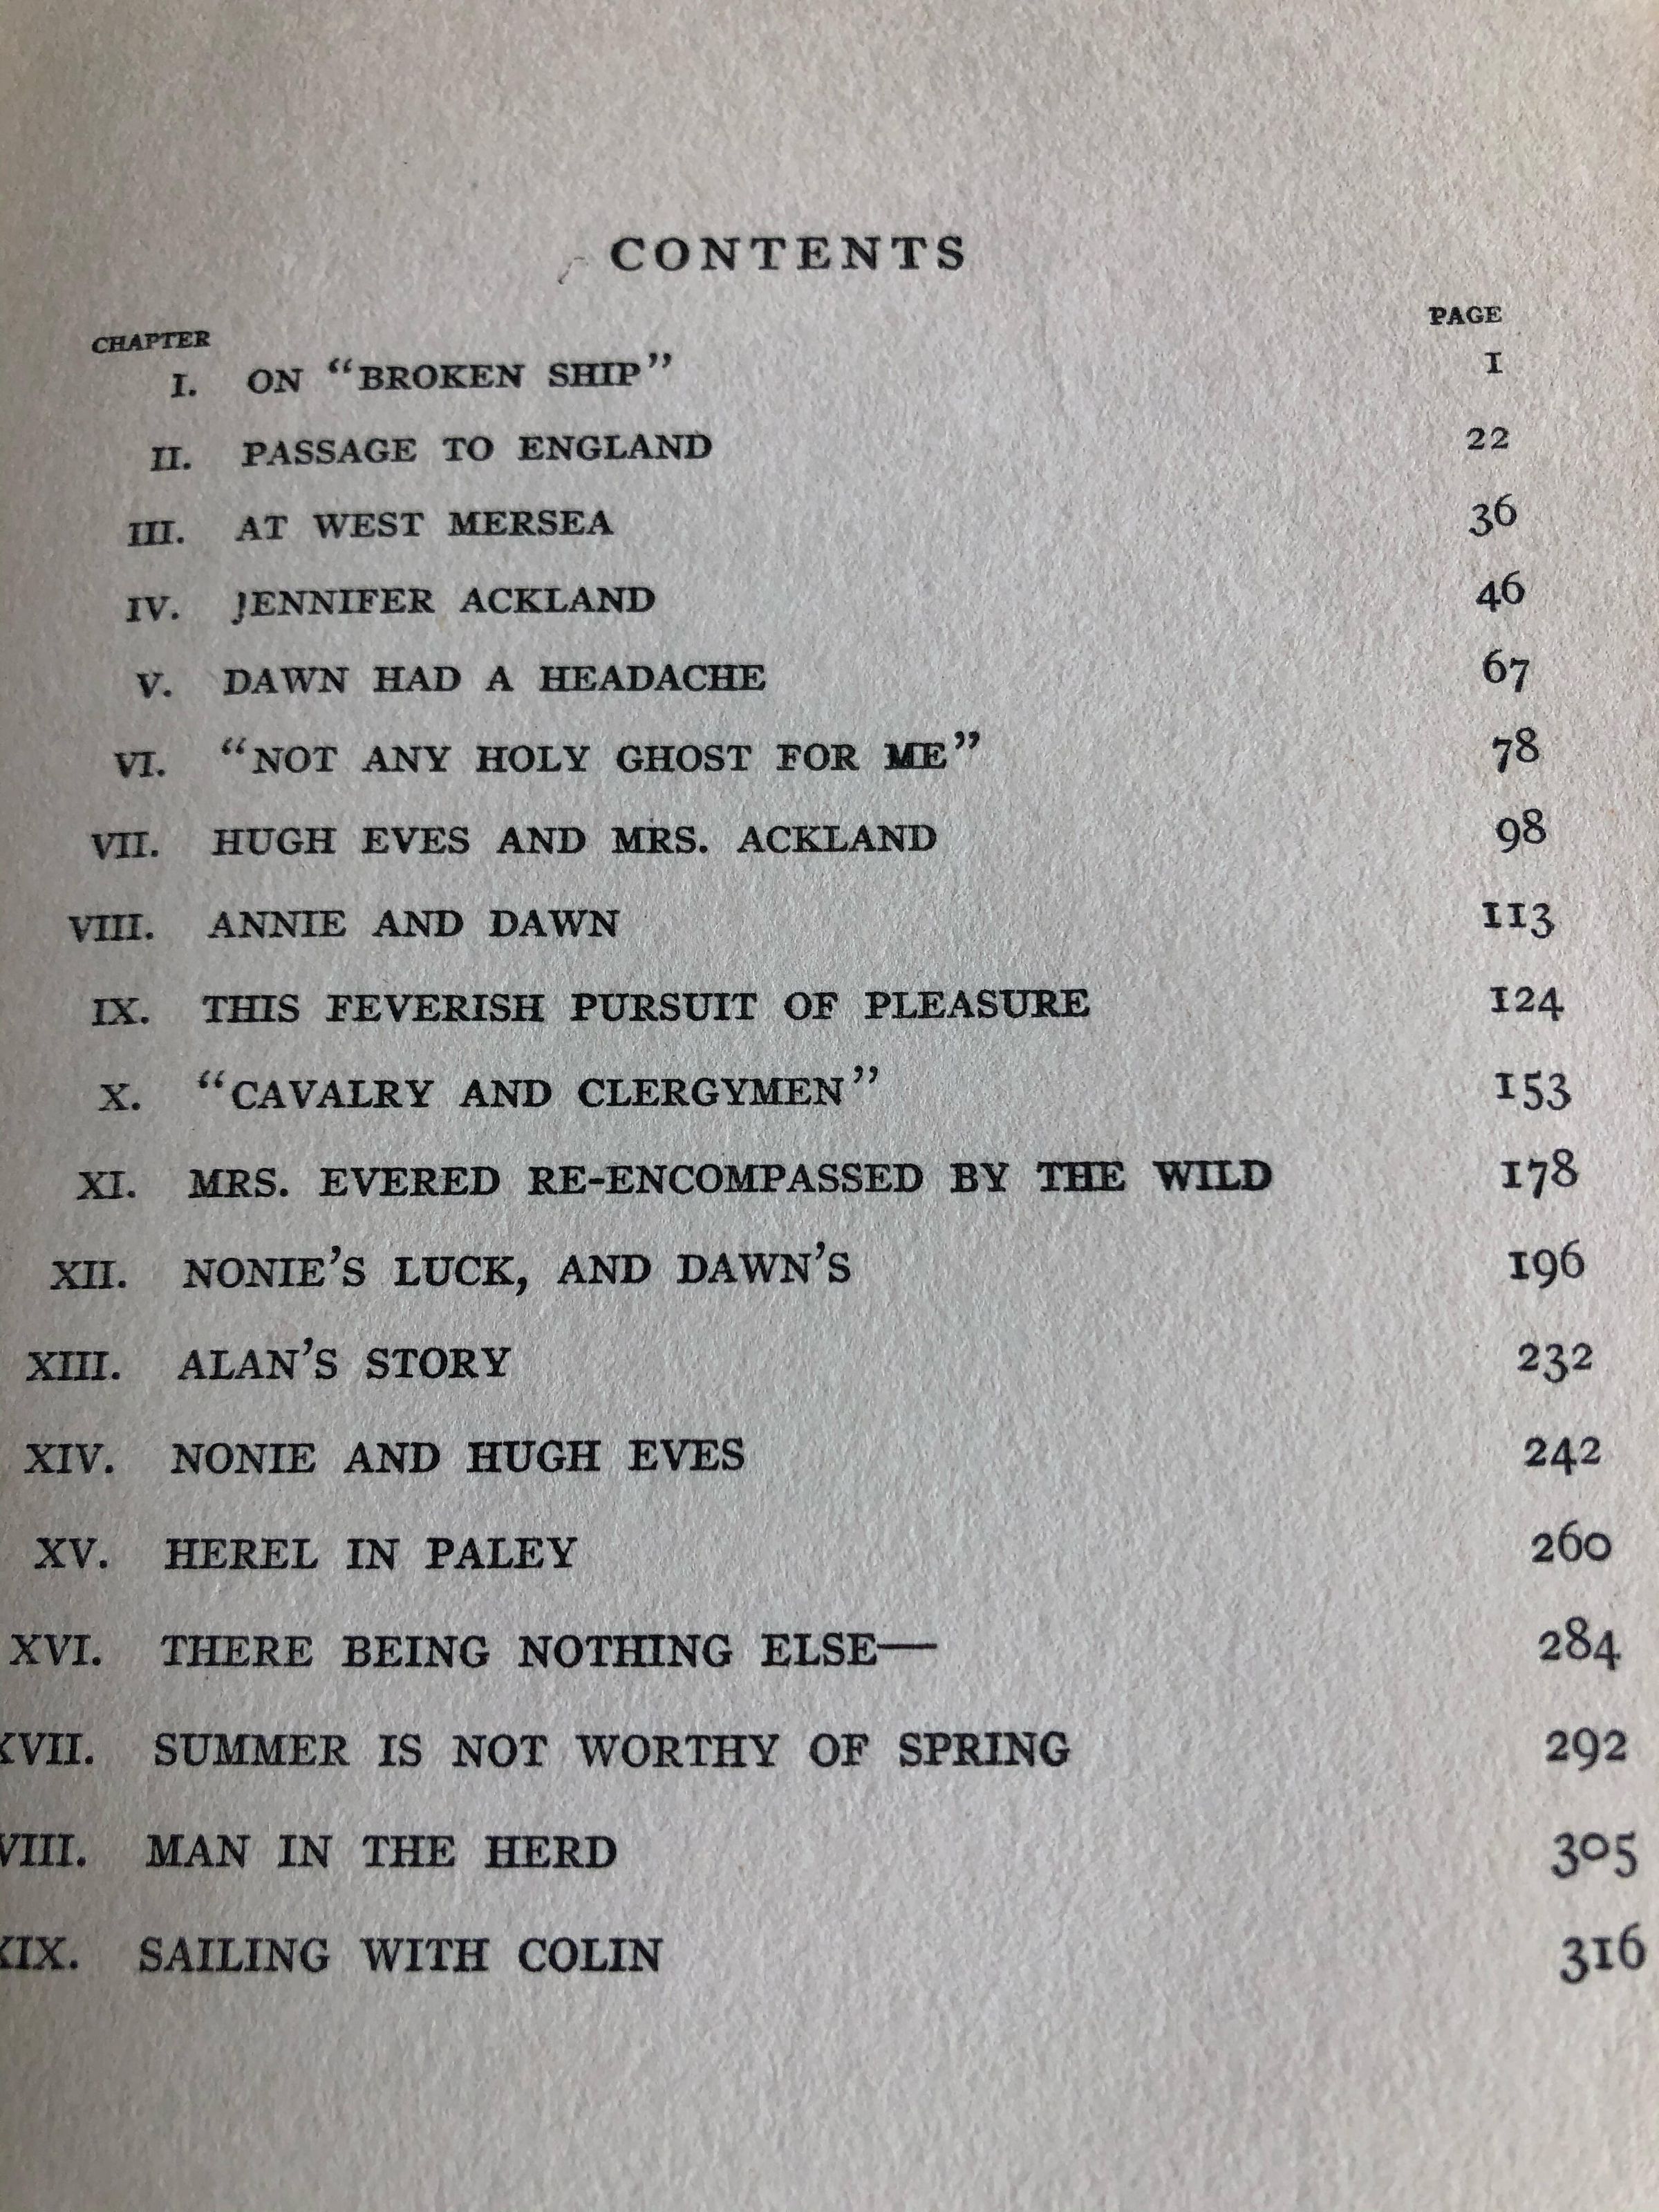 CONTENTS
CHAPTER PAGE
I. ON “BROKEN SHIP” 1
II. PASSAGE TO ENGLAND 22
III. AT WEST MERSEA 36
IV. JENNIFER ACKLAND 46
V. DAWN HAD A HEADACHE 67
VI. “NOT ANY HOLY GHOST FOR ME” 78
VII. HUGH EVES AND MRS. ACKLAND 98
VIII. ANNIE AND DAWN 113
IX. THIS FEVERISH PURSUIT OF PLEASURE 124
X. “CAVALRY AND CLERGYMEN” 153
XI. MRS. EVERED RE-ENCOMPASSED BY THE WILD 178
XII. NONIE’S LUCK, AND DAWN’S 196
XIII. ALAN’S STORY 232
XIV. NONIE AND HUGH EVES 242
XV. HEREL IN PALEY 260
XVI. THERE BEING NOTHING ELSE— 284
XVII. SUMMER IS NOT WORTHY OF SPRING 292
VIII. MAN IN THE HERD 305
XIX. SAILING WITH COLIN 316